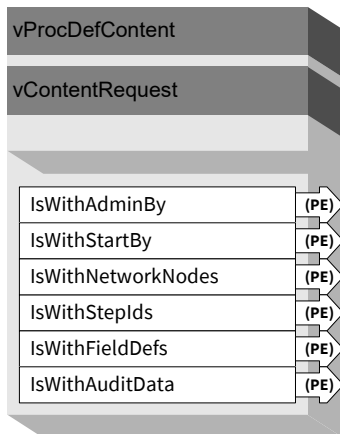 vProcDefContent
vContentRequest
IsWithAdminBy (PE)
IsWithStartBy (PE)
IsWithNetworkNodes (PE)
IsWithStepIds (PE)
IsWithFieldDefs (PE)
IsWithAuditData (PE)